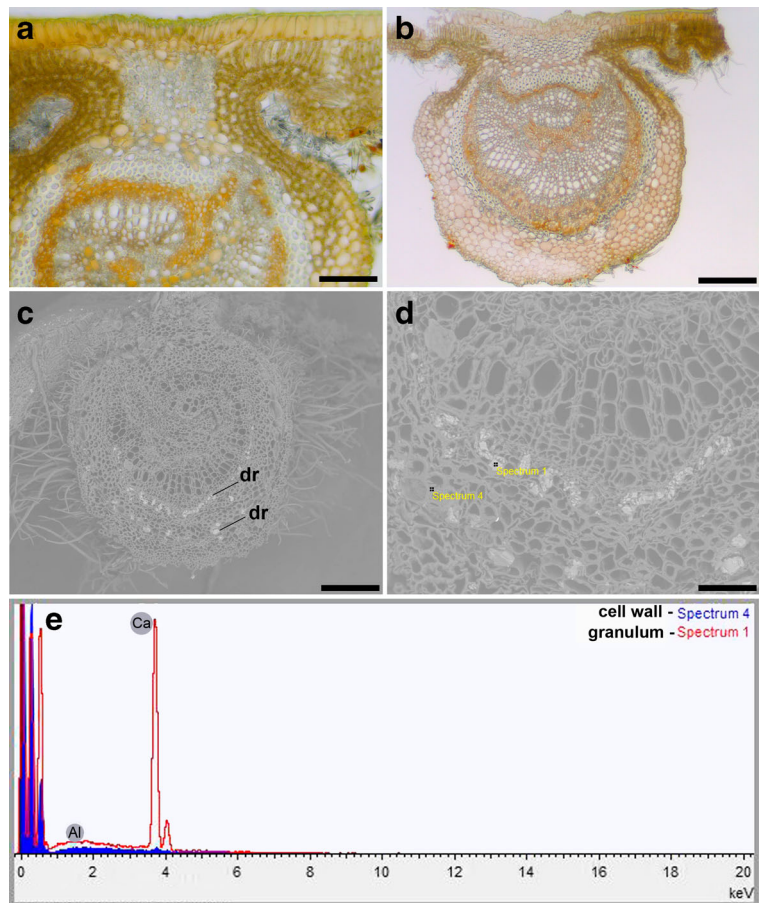 a
b
c
dr
dr
d
Spectrum 1
Spectrum 4
e
cell wall - Spectrum 4
granulum - Spectrum 1
Ca
Al
0 2 4 6 8 10 12 14 16 18 20
keV